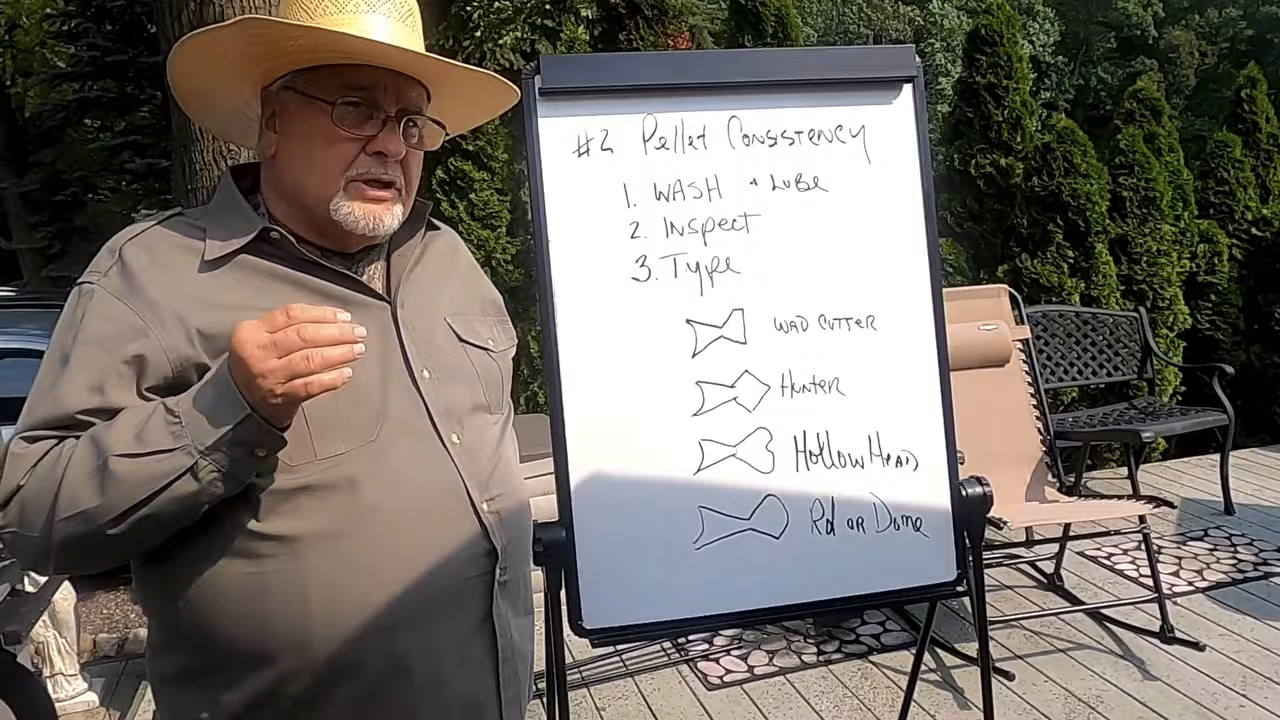 #2 Pellet Consistency
1. WASH + LUBE
2. Inspect
3. Type
WAD CUTTER
HUNTER
Hollow Head
Rd or Dome